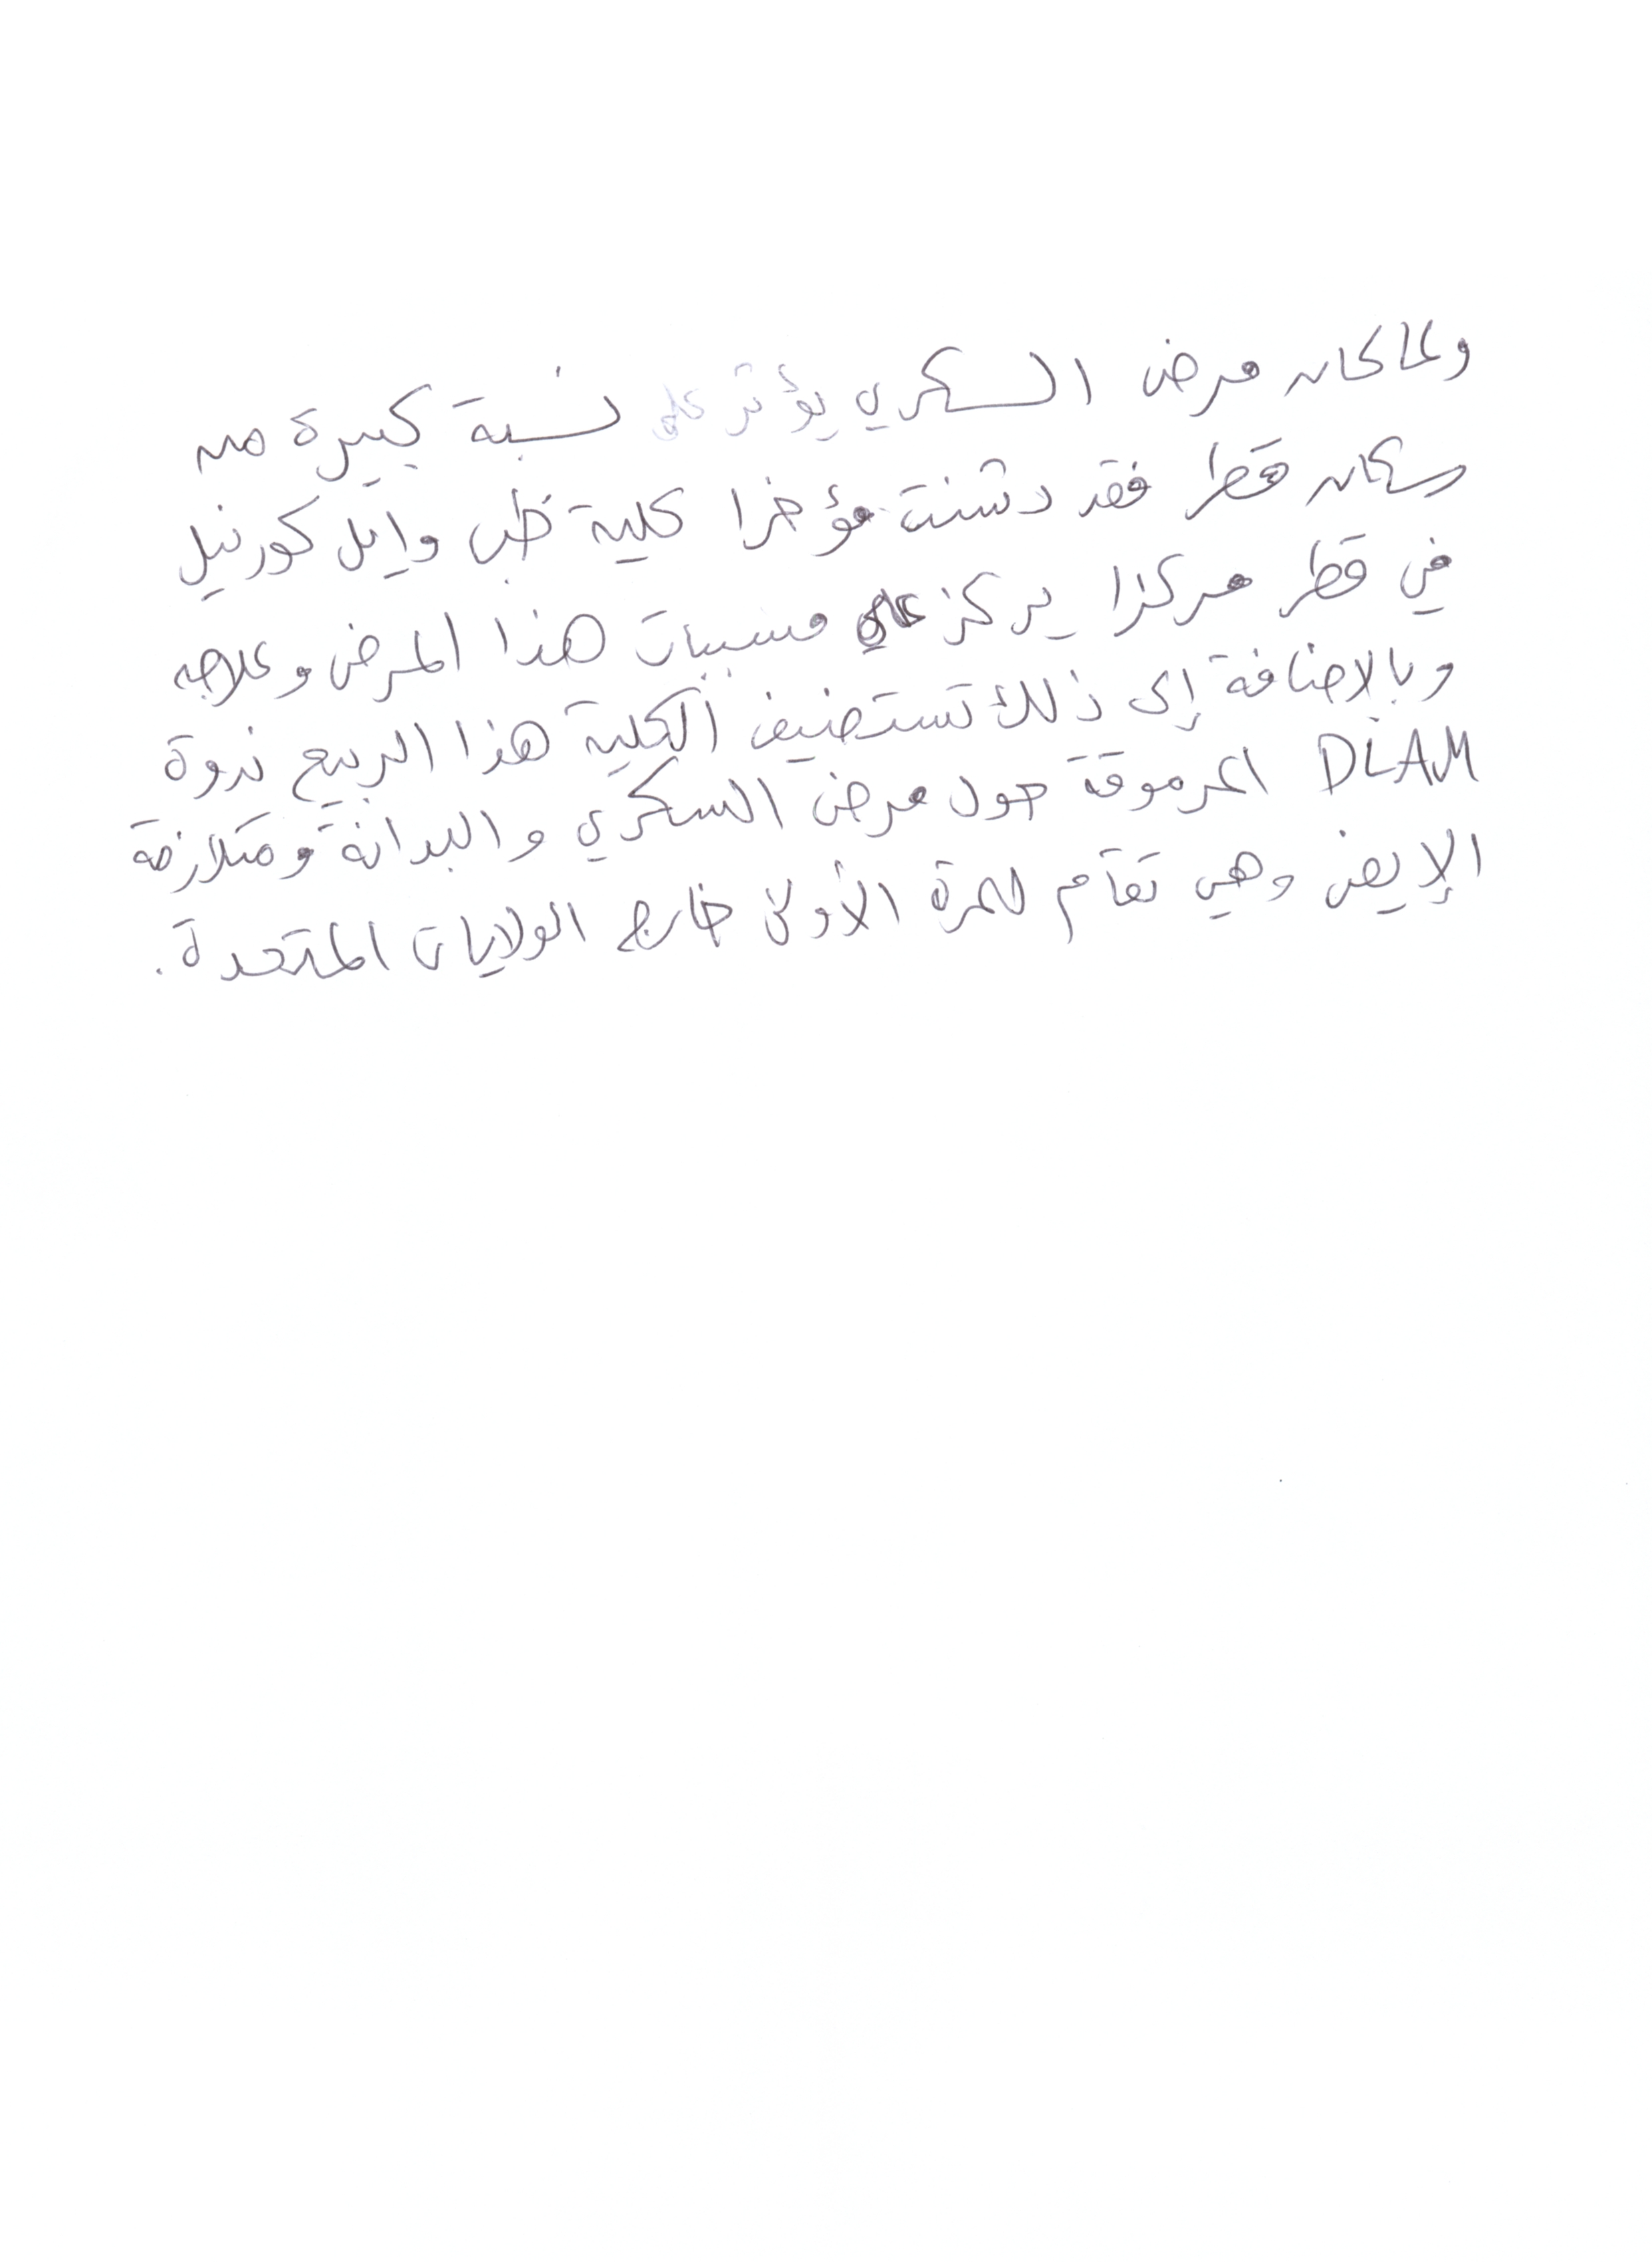 ولما كان مرض السكري يؤثر على نسبة كبيرة من
سكان قطر فقد دشنت مؤخرا كلية طب وايل كورنيل
في قطر مركزا يركز على مسببات هذا المرض وعلاجه
وبالاضافة إلى ذلك تستضيف الكلية هذا الربيع ندوة
DIAM المرموقة حول مرض السكري والبدانة ومتلازمة
الإيض وهي تقام للمرة الأولى خارج الولايات المتحدة.